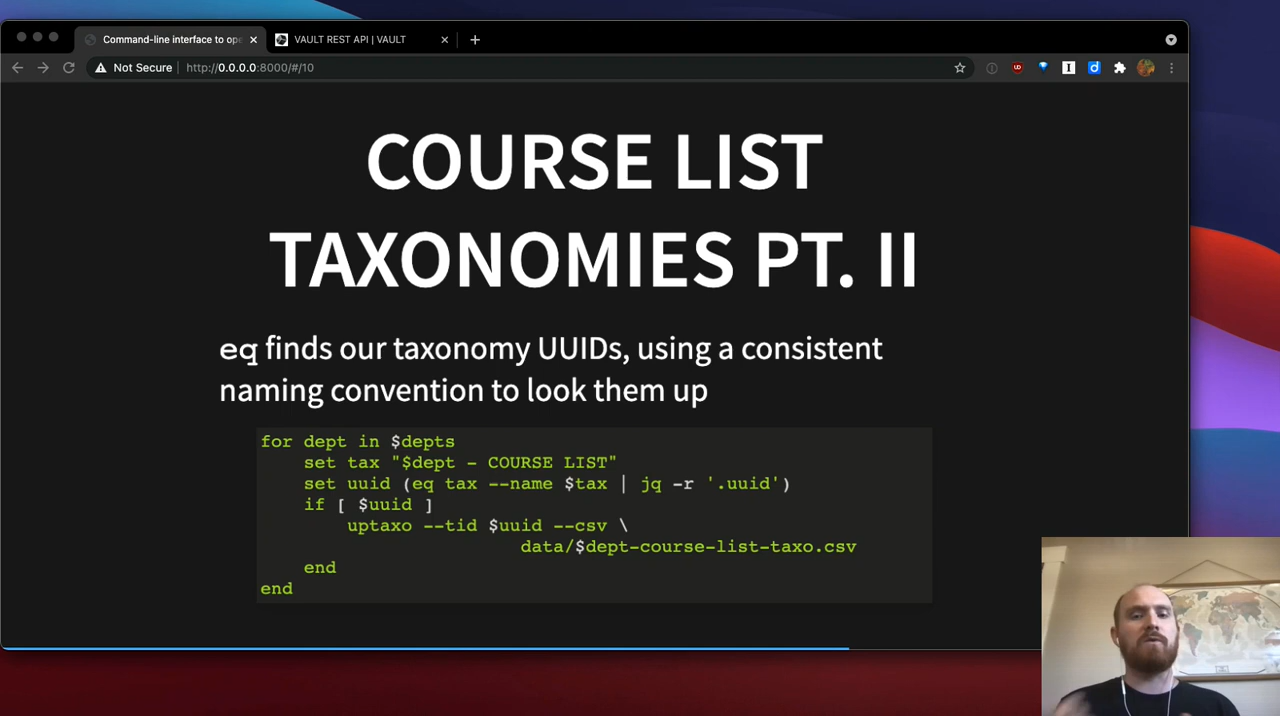 Command-line interface to ope
VAULT REST API | VAULT
Not Secure
http://0.0.0.0:8000/#/10
COURSE LIST
TAXONOMIES PT. II
eq finds our taxonomy UUIDs, using a consistent
naming convention to look them up
for dept in $depts
set tax "$dept - COURSE LIST"
set uuid (eq tax --name $tax | jq -r '.uuid')
if [ $uuid ]
uptaxo --tid $uuid --csv \
data/$dept-course-list-taxo.csv
end
end